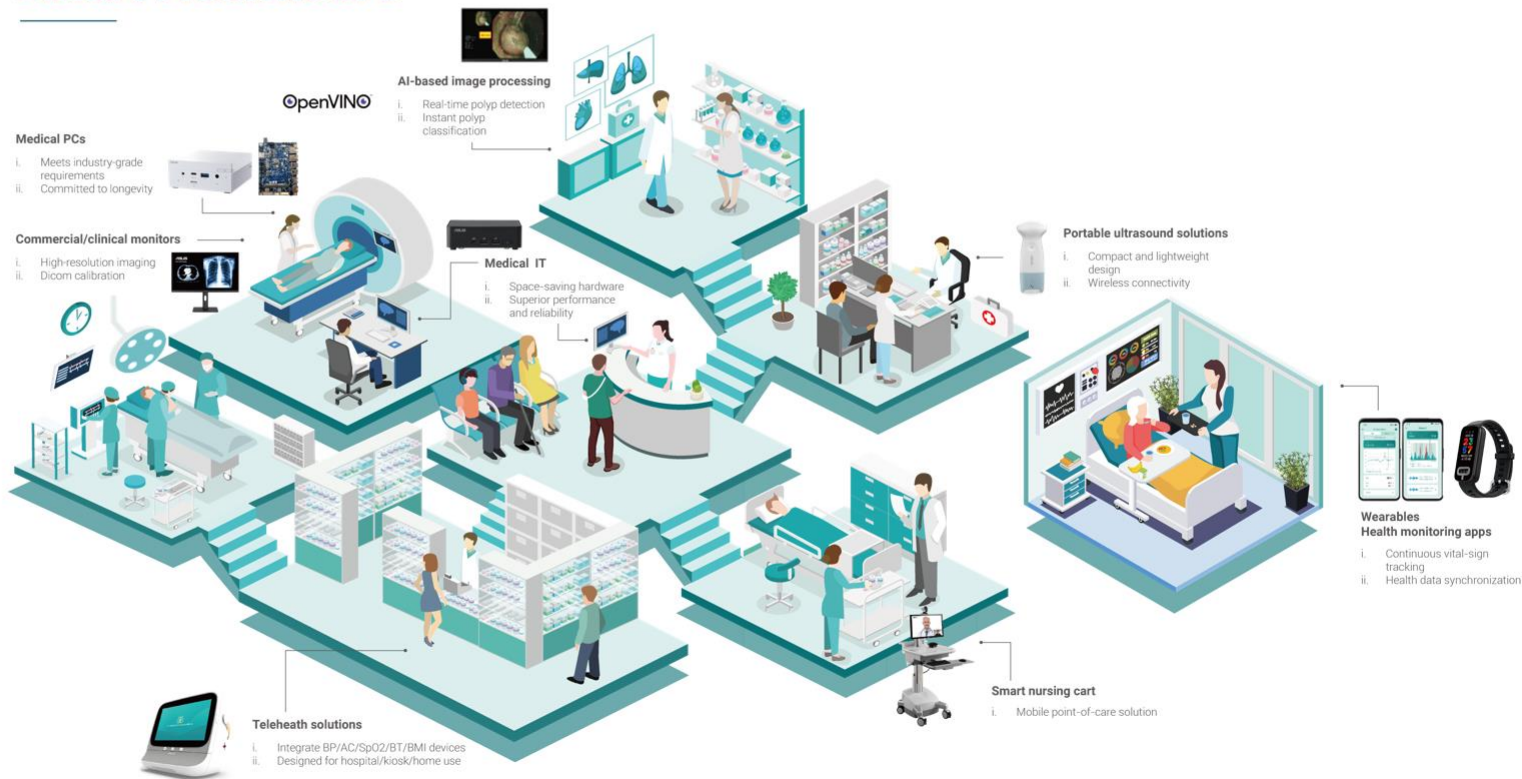 OpenVINO
AI-based image processing
i. Real-time polyp detection
ii. Instant polyp
classification
Medical PCs
i. Meets industry-grade
requirements
ii. Committed to longevity
Commercial/clinical monitors
i. High-resolution imaging
ii. Dicom calibration
Medical IT
i. Space-saving hardware
ii. Superior performance
and reliability
Portable ultrasound solutions
i. Compact and lightweight
design
ii. Wireless connectivity
Wearables
Health monitoring apps
i. Continuous vital-sign
tracking
ii. Health data synchronization
Smart nursing cart
i. Mobile point-of-care solution
Teleheath solutions
i. Integrate BP/AC/SpO2/BT/BMI devices
ii. Designed for hospital/kiosk/home use